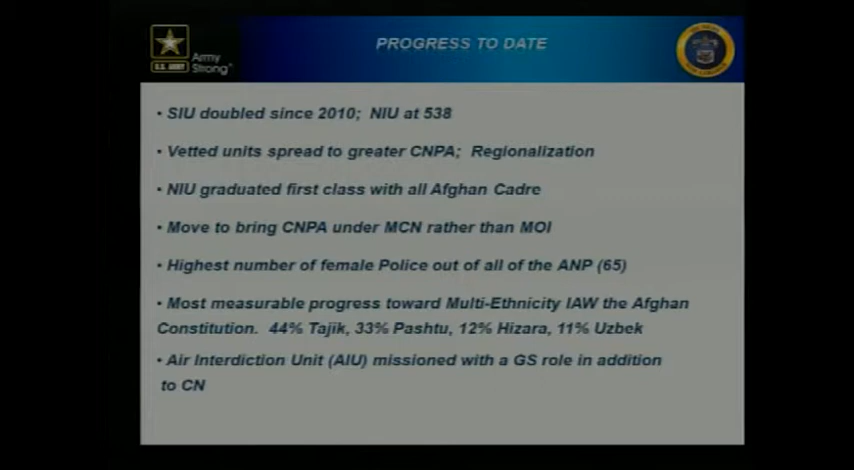 U.S. ARMY
Army
Strong
PROGRESS TO DATE
• SIU doubled since 2010; NIU at 538
• Vetted units spread to greater CNPA; Regionalization
• NIU graduated first class with all Afghan Cadre
• Move to bring CNPA under MCN rather than MOI
• Highest number of female Police out of all of the ANP (65)
• Most measurable progress toward Multi-Ethnicity IAW the Afghan
Constitution. 44% Tajik, 33% Pashtu, 12% Hizara, 11% Uzbek
• Air Interdiction Unit (AIU) missioned with a GS role in addition
to CN